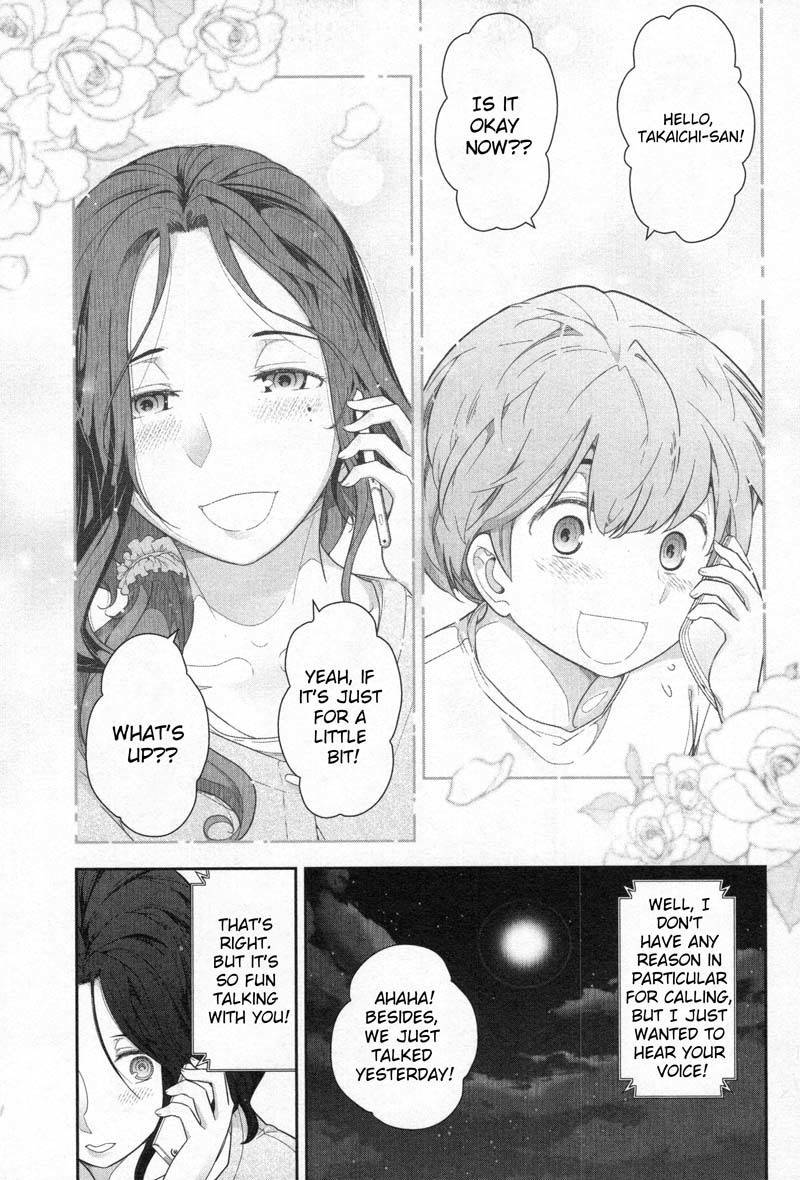 HELLO,
TAKAICHI-SAN!
IS IT
OKAY
NOW??
YEAH, IF
IT'S JUST
FOR A
LITTLE
BIT!
WHAT'S
UP??
WELL, I
DON'T
HAVE ANY
REASON IN
PARTICULAR
FOR CALLING,
BUT I JUST
WANTED TO
HEAR YOUR
VOICE!
AHAHA!
BESIDES,
WE JUST
TALKED
YESTERDAY!
THAT'S
RIGHT.
BUT IT'S
SO FUN
TALKING
WITH YOU!